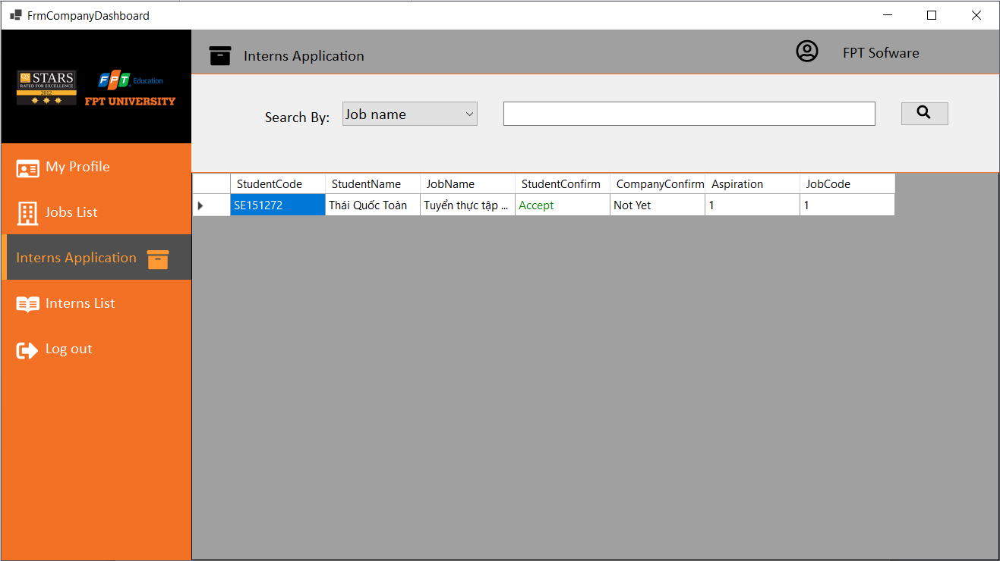 FrmCompanyDashboard
QS STARS
RATED FOR EXCELLENCE
2012
FPT Education
FPT UNIVERSITY
Interns Application
FPT Sofware
Search By:
Job name
My Profile
Jobs List
Interns Application
Interns List
Log out
StudentCode StudentName JobName StudentConfirm CompanyConfirm Aspiration JobCode
SE151272 Thái Quốc Toàn Tuyển thực tập ... Accept Not Yet 1 1